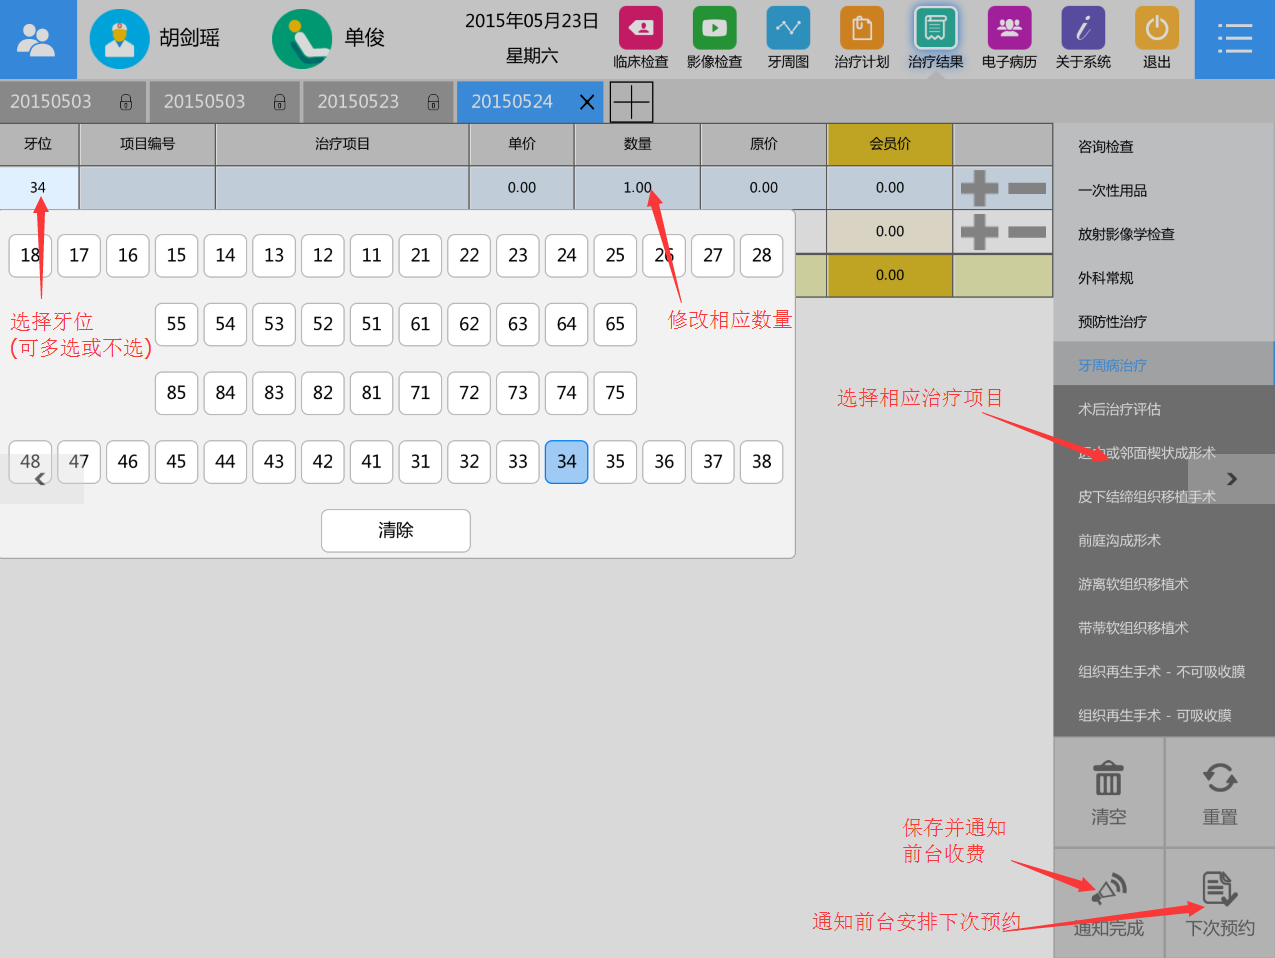 胡剑瑶
单俊
2015年05月23日
星期六
临床检查
影像检查
牙周图
治疗计划
治疗结果
电子病历
关于系统
退出
20150503
20150503
20150523
20150524
牙位 项目编号 治疗项目 单价 数量 原价 会员价
34 0.00 1.00 0.00 0.00
0.00
0.00
18 17 16 15 14 13 12 11 21 22 23 24 25 26 27 28
55 54 53 52 51 61 62 63 64 65
85 84 83 82 81 71 72 73 74 75
48 47 46 45 44 43 42 41 31 32 33 34 35 36 37 38
清除
选择牙位
(可多选或不选)
修改相应数量
选择相应治疗项目
咨询检查
一次性用品
放射影像学检查
外科常规
预防性治疗
牙周病治疗
术后治疗评估
或邻面楔状成形术
皮下结缔组织移植手术
前庭沟成形术
游离软组织移植术
带蒂软组织移植术
组织再生手术 - 不可吸收膜
组织再生手术 - 可吸收膜
清空
重置
保存并通知
前台收费
通知前台安排下次预约
通知完成
下次预约